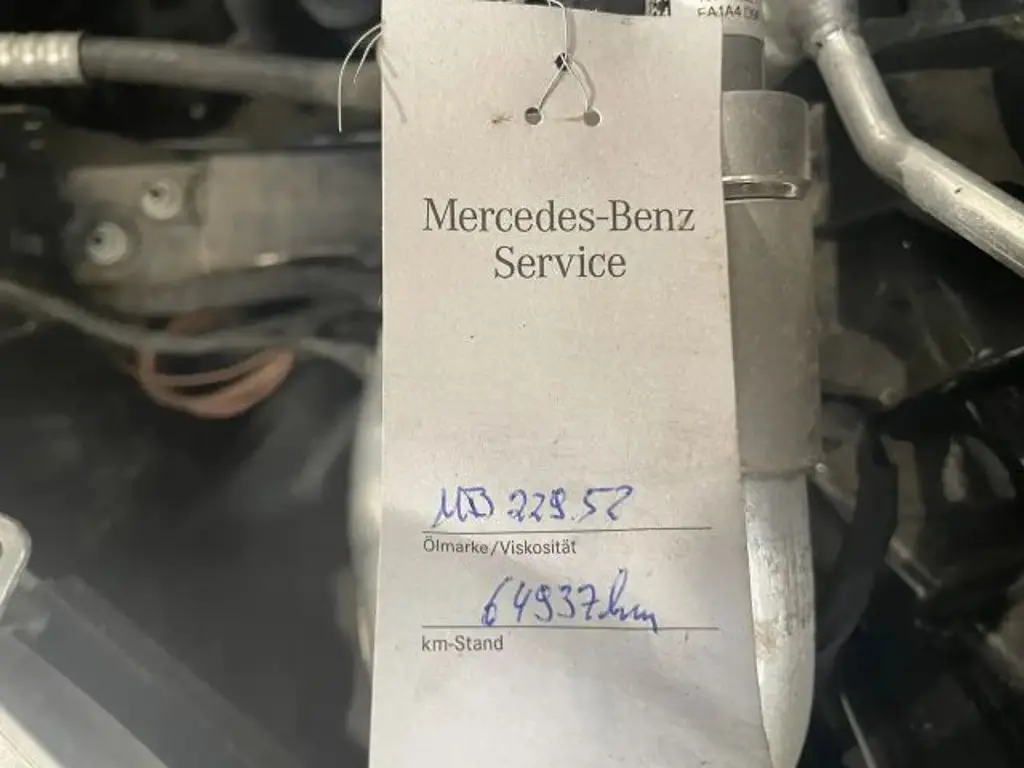 Mercedes-Benz
Service
MB 229.52
Ölmarke/Viskosität
64937km
km-Stand